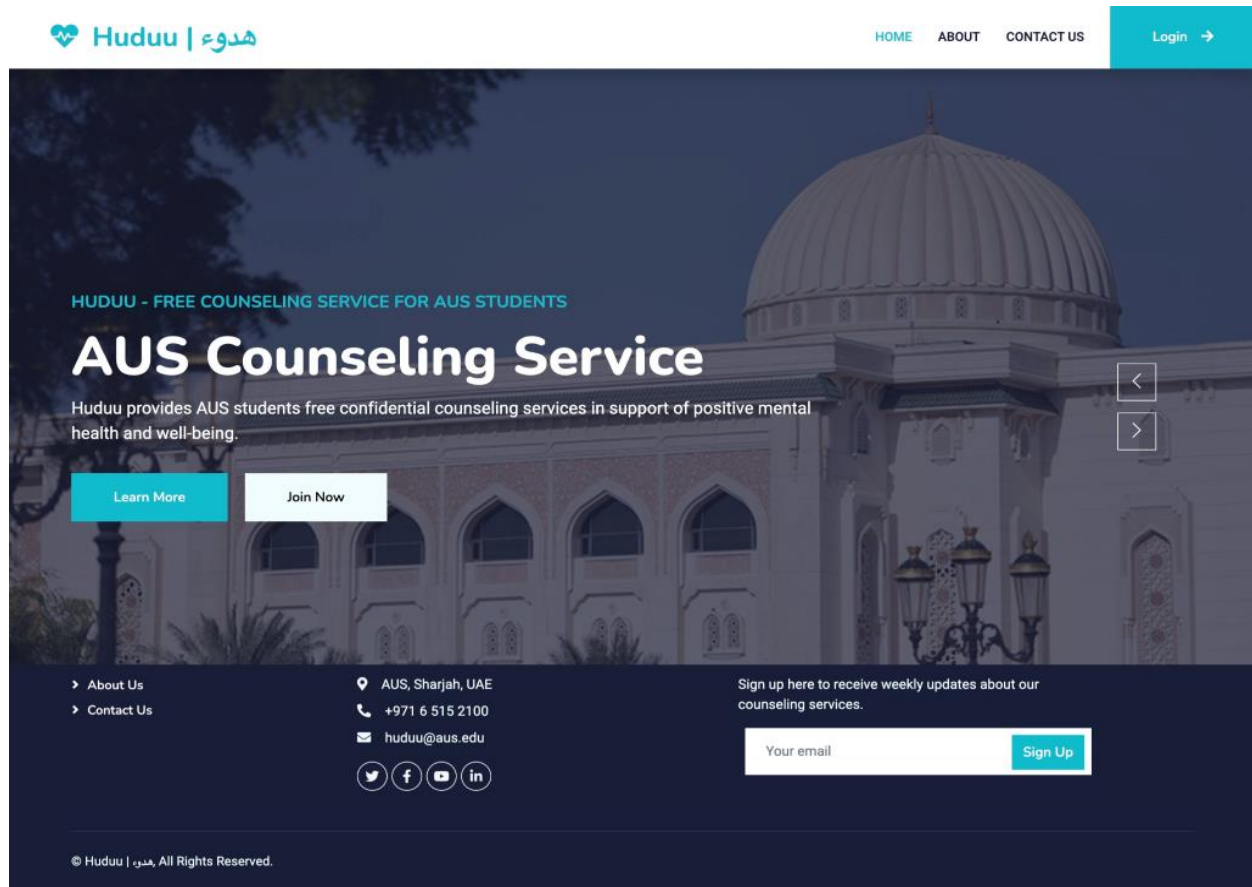 Huduu | هدوء
HOME
ABOUT
CONTACT US
Login
HUDUU - FREE COUNSELING SERVICE FOR AUS STUDENTS
AUS Counseling Service
Huduu provides AUS students free confidential counseling services in support of positive mental
health and well-being.
Learn More
Join Now
About Us
Contact Us
AUS, Sharjah, UAE
+971 6 515 2100
huduu@aus.edu
Sign up here to receive weekly updates about our
counseling services.
Your email
Sign Up
© Huduu | هدوء, All Rights Reserved.